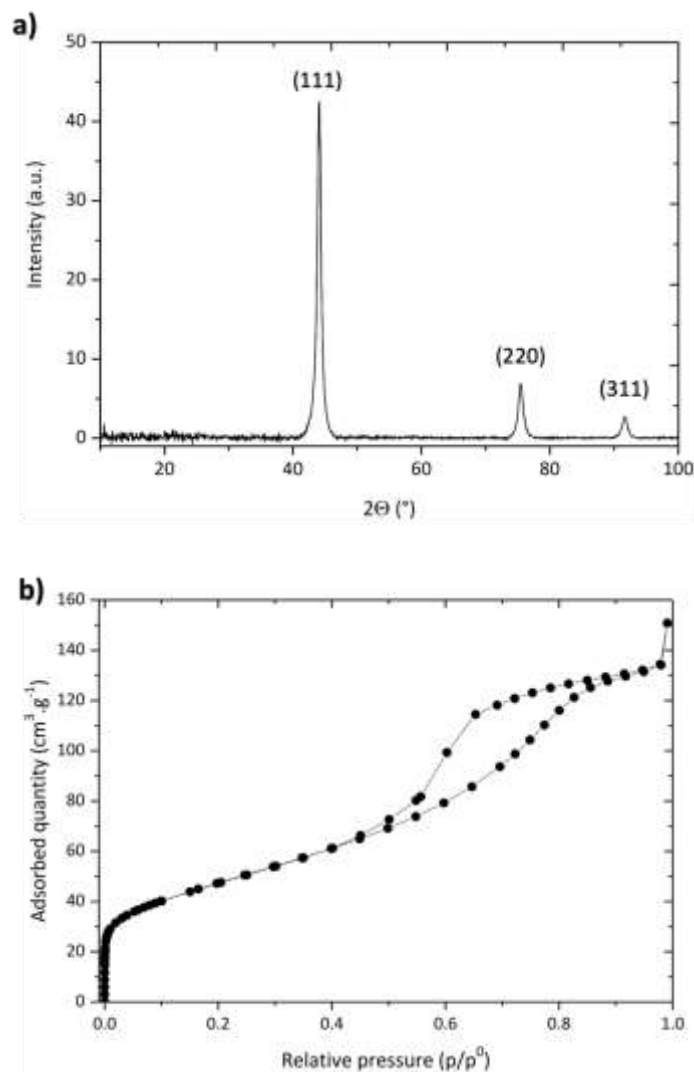 a)
50
40
30
20
10
0
Intensity (a.u.)
(111)
(220)
(311)
20 40 60 80 100
2Θ (°)
b)
160
140
120
100
80
60
40
20
0
Adsorbed quantity (cm³.g⁻¹)
0.0 0.2 0.4 0.6 0.8 1.0
Relative pressure (p/p⁰)